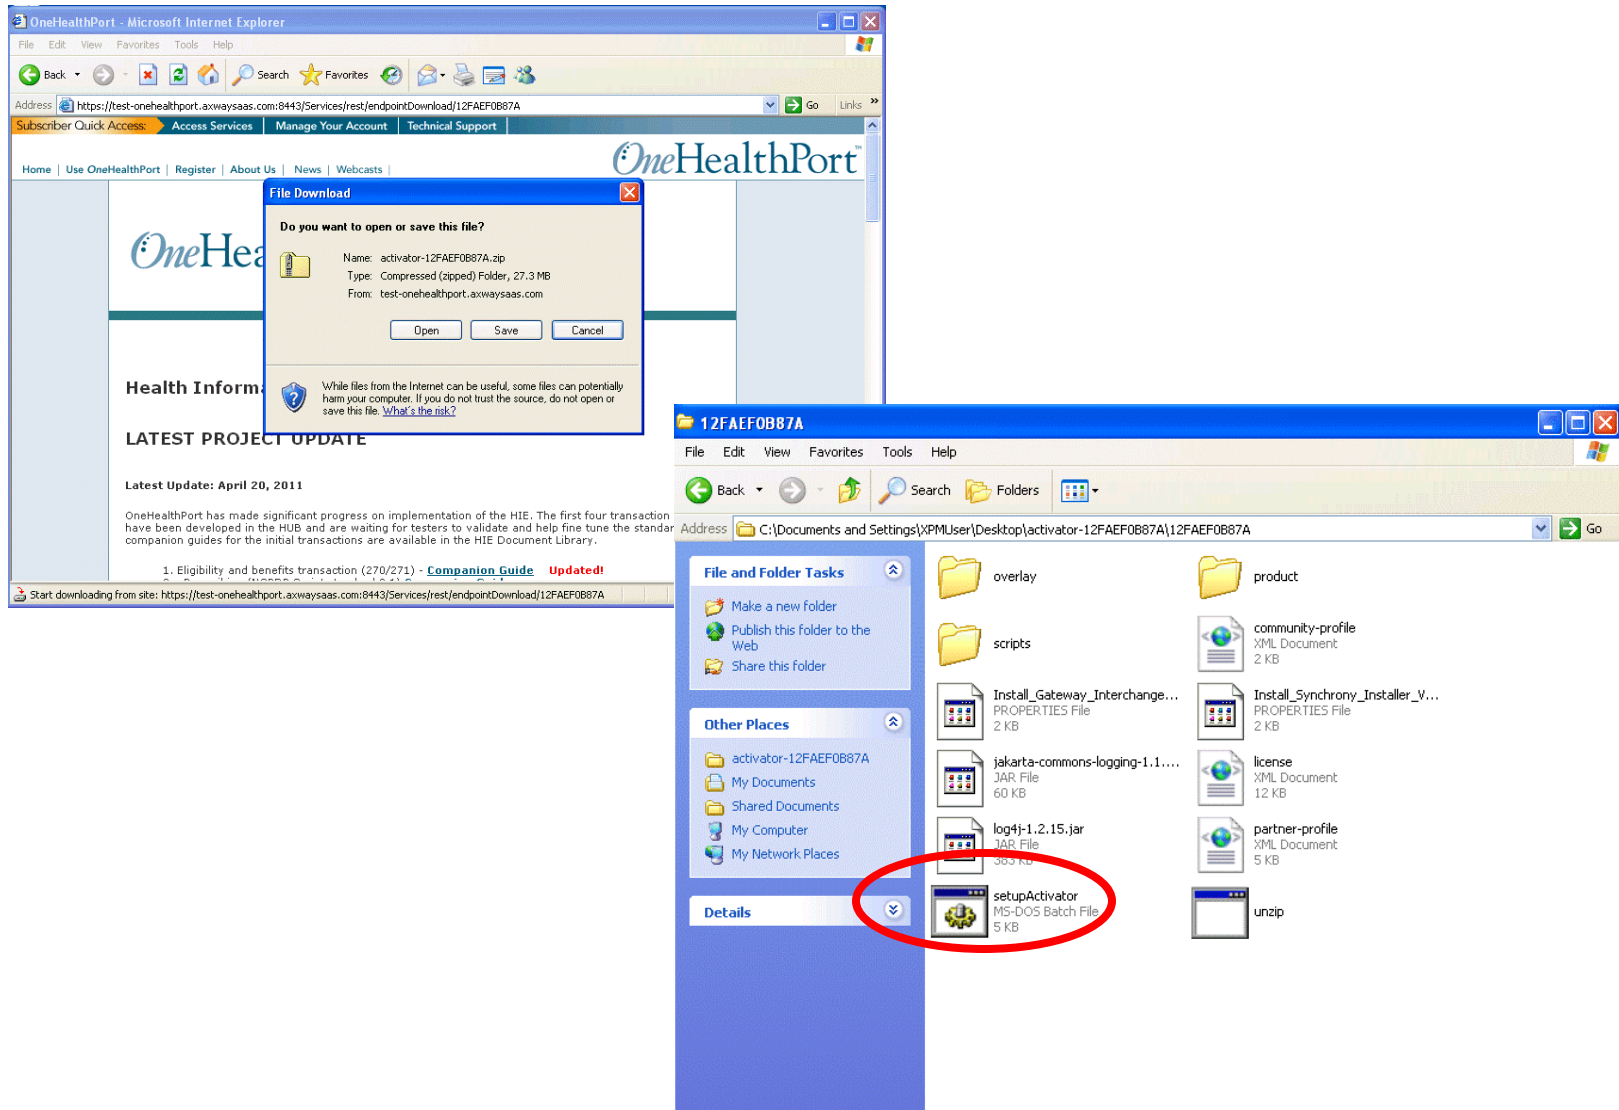 OneHealthPort - Microsoft Internet Explorer
File Edit View Favorites Tools Help
Back Search Favorites
Address https://test-onehealthport.axwaysaas.com:8443/Services/rest/endpointDownload/12FAEF0B87A Go Links »
Subscriber Quick Access: Access Services Manage Your Account Technical Support
OneHealthPort™
Home | Use OneHealthPort | Register | About Us | News | Webcasts |
File Download
Do you want to open or save this file?
OneHea
Name: activator-12FAEF0B87A.zip
Type: Compressed (zipped) Folder, 27.3 MB
From: test-onehealthport.axwaysaas.com
Open Save Cancel
While files from the Internet can be useful, some files can potentially
harm your computer. If you do not trust the source, do not open or
save this file. What's the risk?
Health Informa
LATEST PROJECT UPDATE
Latest Update: April 20, 2011
OneHealthPort has made significant progress on implementation of the HIE. The first four transaction
have been developed in the HUB and are waiting for testers to validate and help fine tune the standar
companion guides for the initial transactions are available in the HIE Document Library.
1. Eligibility and benefits transaction (270/271) - Companion Guide Updated!
Start downloading from site: https://test-onehealthport.axwaysaas.com:8443/Services/rest/endpointDownload/12FAEF0B87A
12FAEF0B87A
File Edit View Favorites Tools Help
Back Search Folders
Address C:\Documents and Settings\XPMUser\Desktop\activator-12FAEF0B87A\12FAEF0B87A Go
File and Folder Tasks
Make a new folder
Publish this folder to the
Web
Share this folder
Other Places
activator-12FAEF0B87A
My Documents
Shared Documents
My Computer
My Network Places
Details
overlay
product
scripts
community-profile
XML Document
2 KB
Install_Gateway_Interchange...
PROPERTIES File
2 KB
Install_Synchrony_Installer_V...
PROPERTIES File
2 KB
jakarta-commons-logging-1.1....
JAR File
60 KB
license
XML Document
12 KB
log4j-1.2.15.jar
JAR File
383 KB
partner-profile
XML Document
5 KB
setupActivator
MS-DOS Batch File
5 KB
unzip